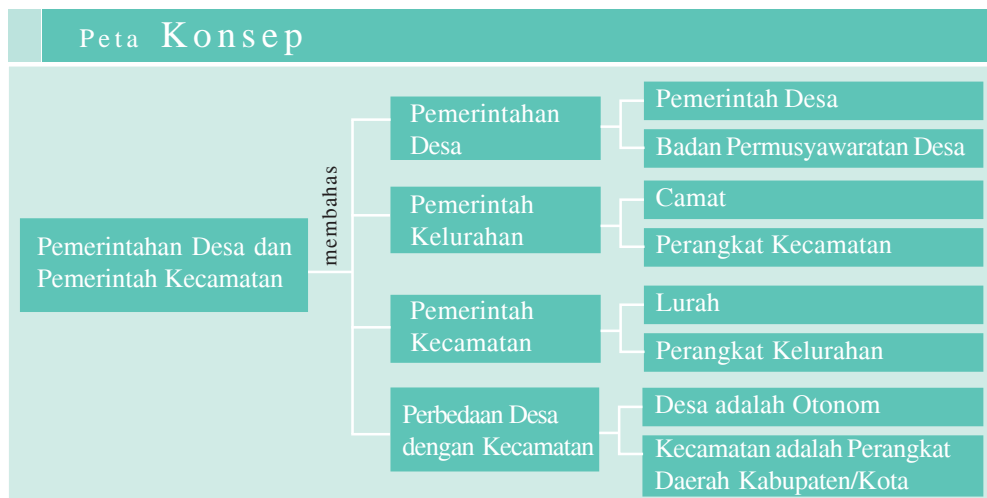 Peta Konsep
Pemerintahan Desa dan
Pemerintah Kecamatan
membahas
Pemerintahan
Desa
Pemerintah Desa
Badan Permusyawaratan Desa
Pemerintah
Kelurahan
Camat
Perangkat Kecamatan
Pemerintah
Kecamatan
Lurah
Perangkat Kelurahan
Perbedaan Desa
dengan Kecamatan
Desa adalah Otonom
Kecamatan adalah Perangkat
Daerah Kabupaten/Kota